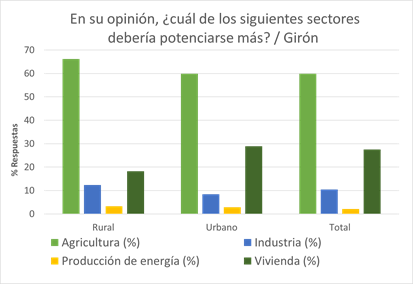 En su opinión, ¿cuál de los siguientes sectores
debería potenciarse más? / Girón
70
60
50
40
30
20
10
0
% Respuestas
Rural Urbano Total
Agricultura (%) Industria (%)
Producción de energía (%) Vivienda (%)